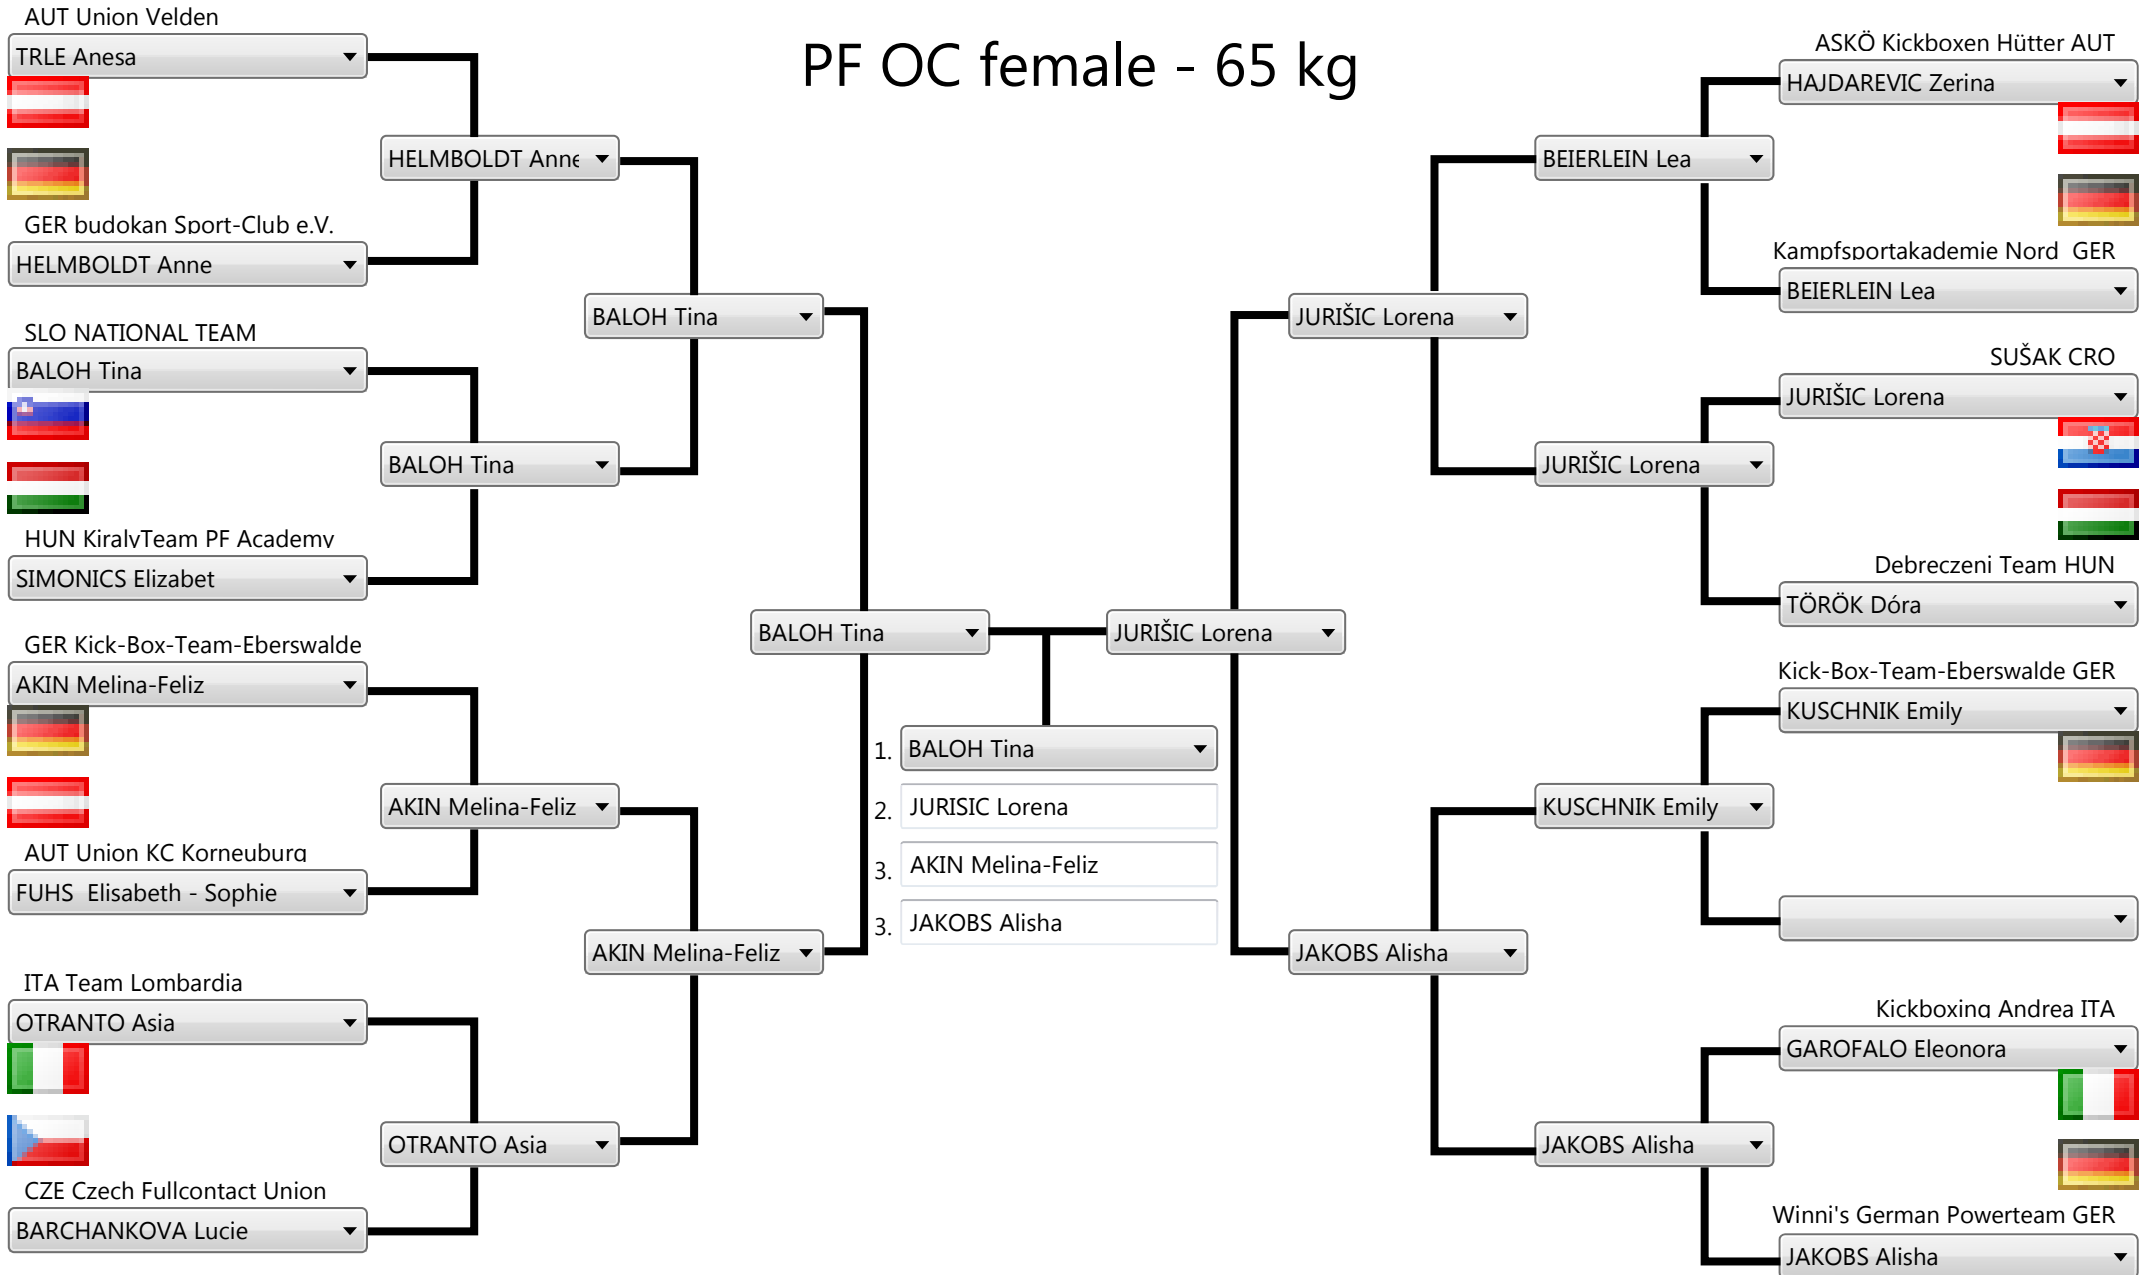 PF OC female - 65 kg
AUT Union Velden
TRLE Anesa
GER budokan Sport-Club e.V.
HELMBOLDT Anne
SLO NATIONAL TEAM
BALOH Tina
HUN KiralyTeam PF Academy
SIMONICS Elizabet
GER Kick-Box-Team-Eberswalde
AKIN Melina-Feliz
AUT Union KC Korneuburg
FUHS  Elisabeth - Sophie
ITA Team Lombardia
OTRANTO Asia
CZE Czech Fullcontact Union
BARCHANKOVA Lucie
HELMBOLDT Anne
BALOH Tina
AKIN Melina-Feliz
OTRANTO Asia
BALOH Tina
AKIN Melina-Feliz
BALOH Tina
JURIŠIC Lorena
1. BALOH Tina
2. JURISIC Lorena
3. AKIN Melina-Feliz
3. JAKOBS Alisha
JURIŠIC Lorena
JAKOBS Alisha
BEIERLEIN Lea
JURIŠIC Lorena
KUSCHNIK Emily
JAKOBS Alisha
ASKÖ Kickboxen Hütter AUT
HAJDAREVIC Zerina
Kampfsportakademie Nord  GER
BEIERLEIN Lea
SUŠAK CRO
JURIŠIC Lorena
Debreczeni Team HUN
TÖRÖK Dóra
Kick-Box-Team-Eberswalde GER
KUSCHNIK Emily
Kickboxing Andrea ITA
GAROFALO Eleonora
Winni's German Powerteam GER
JAKOBS Alisha